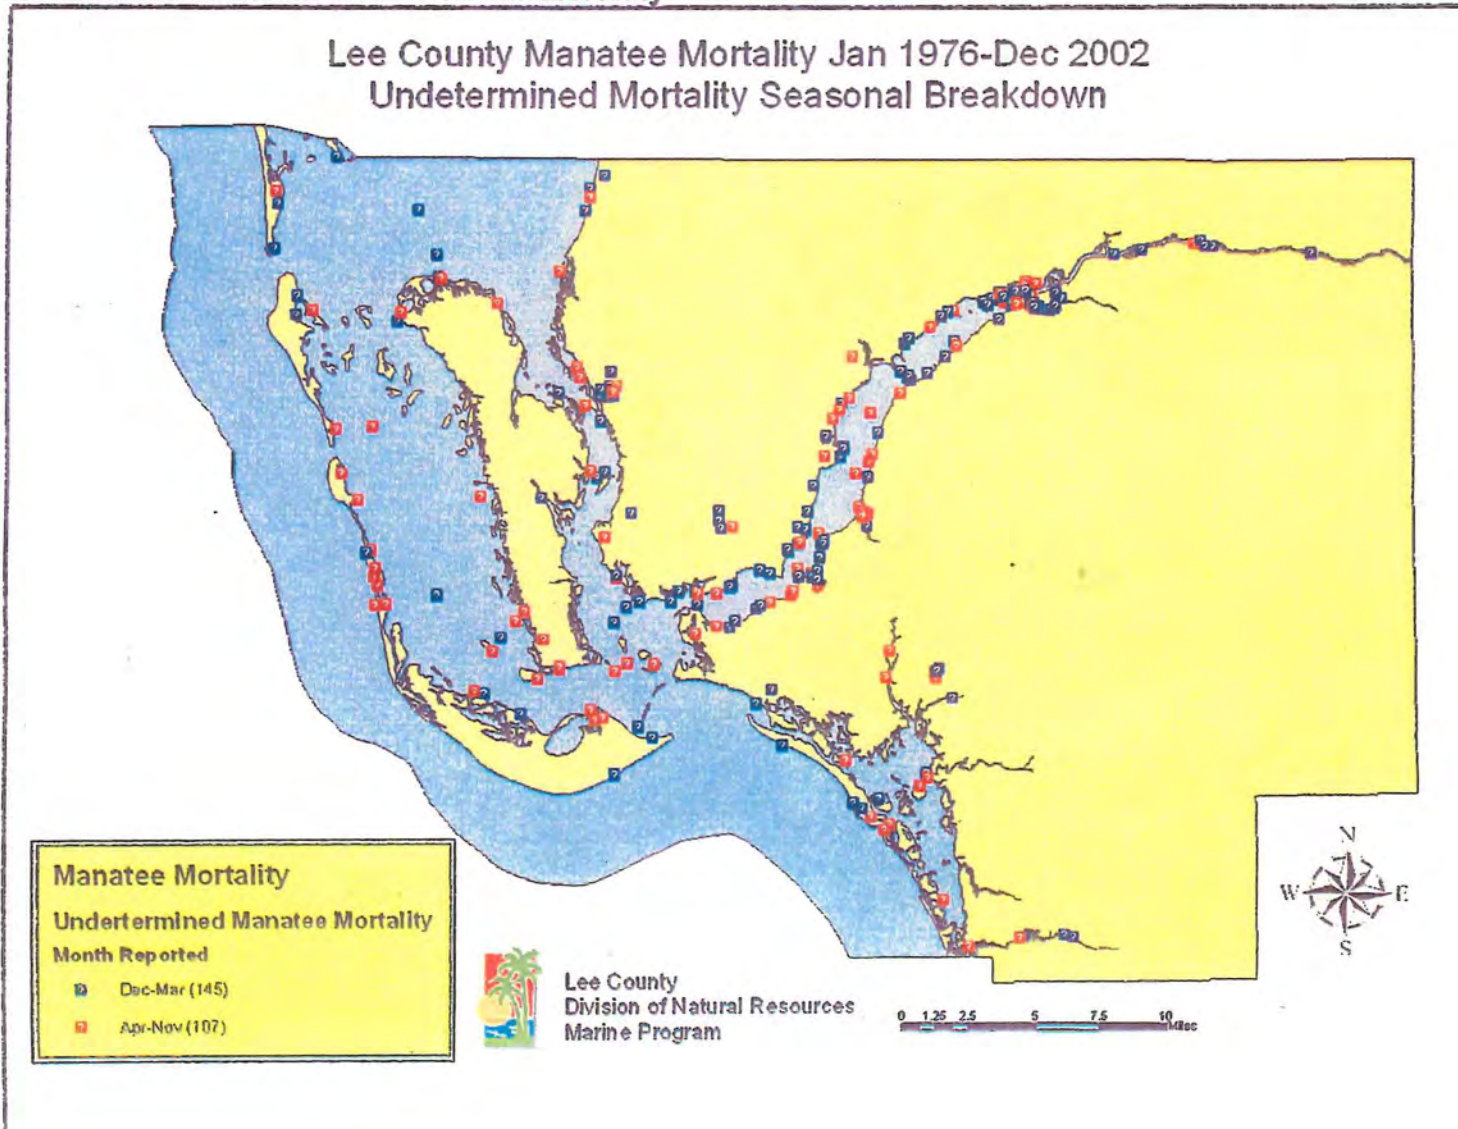 Lee County Manatee Mortality Jan 1976-Dec 2002
Undetermined Mortality Seasonal Breakdown
Manatee Mortality
Undertermined Manatee Mortality
Month Reported
Dec-Mar (145)
Apr-Nov (107)
Lee County
Division of Natural Resources
Marine Program
0 1.25 2.5 5 7.5 10
Miles
N
W E
S